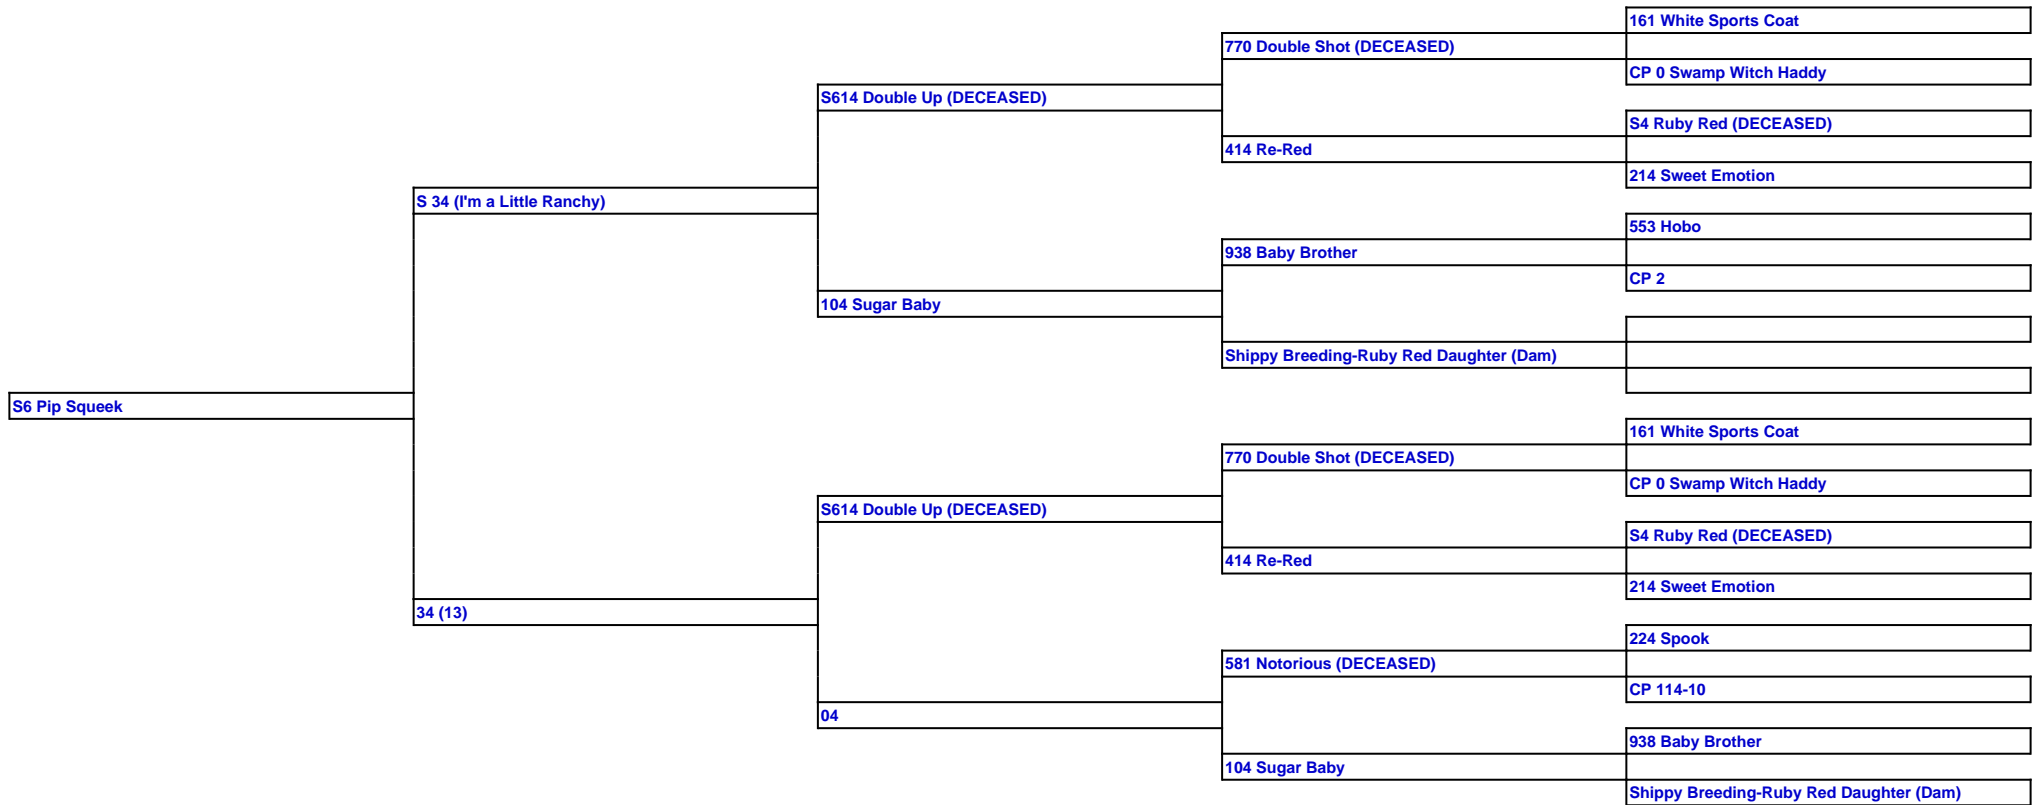 161 White Sports Coat
770 Double Shot (DECEASED)
CP 0 Swamp Witch Haddy
S614 Double Up (DECEASED)
S4 Ruby Red (DECEASED)
414 Re-Red
214 Sweet Emotion
S 34 (I'm a Little Ranchy)
553 Hobo
938 Baby Brother
CP 2
104 Sugar Baby
Shippy Breeding-Ruby Red Daughter (Dam)
S6 Pip Squeek
161 White Sports Coat
770 Double Shot (DECEASED)
CP 0 Swamp Witch Haddy
S614 Double Up (DECEASED)
S4 Ruby Red (DECEASED)
414 Re-Red
214 Sweet Emotion
34 (13)
224 Spook
581 Notorious (DECEASED)
CP 114-10
04
938 Baby Brother
104 Sugar Baby
Shippy Breeding-Ruby Red Daughter (Dam)